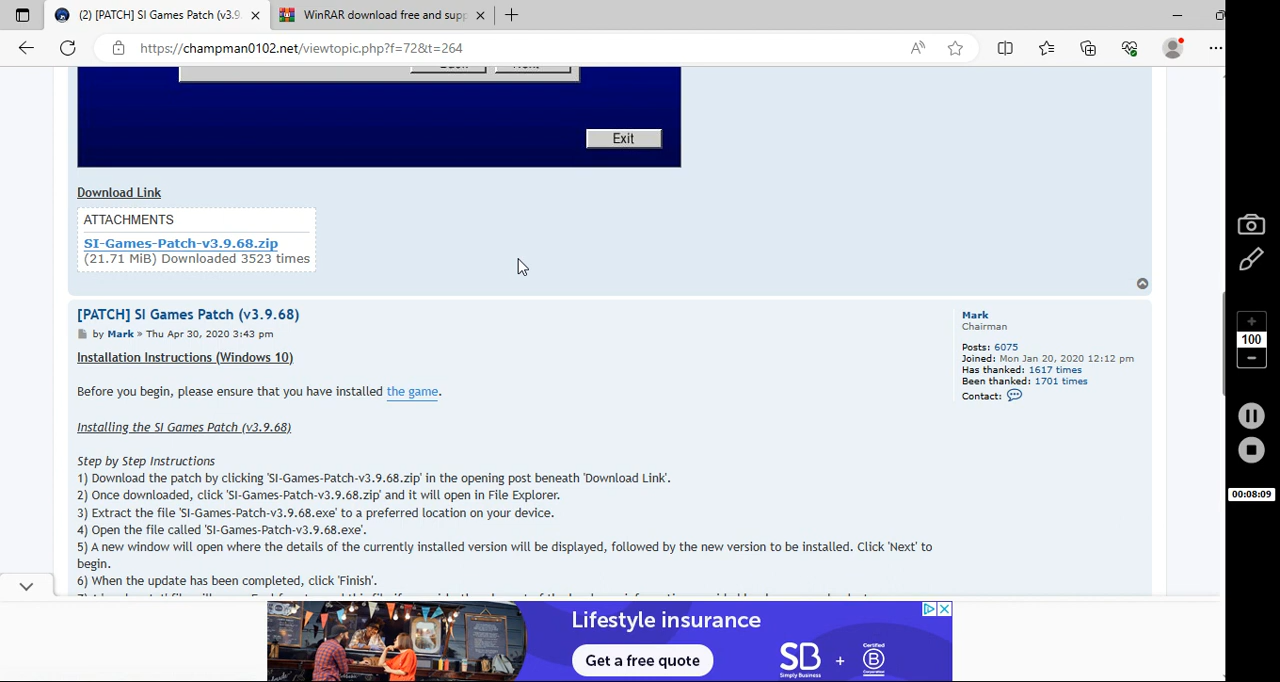 (2) [PATCH] SI Games Patch (v3.9.
WinRAR download free and supp
https://champman0102.net/viewtopic.php?f=72&t=264
Exit
Download Link
ATTACHMENTS
SI-Games-Patch-v3.9.68.zip
(21.71 MiB) Downloaded 3523 times
[PATCH] SI Games Patch (v3.9.68)
by Mark » Thu Apr 30, 2020 3:43 pm
Installation Instructions (Windows 10)
Before you begin, please ensure that you have installed the game.
Installing the SI Games Patch (v3.9.68)
Step by Step Instructions
1) Download the patch by clicking 'SI-Games-Patch-v3.9.68.zip' in the opening post beneath 'Download Link'.
2) Once downloaded, click 'SI-Games-Patch-v3.9.68.zip' and it will open in File Explorer.
3) Extract the file 'SI-Games-Patch-v3.9.68.exe' to a preferred location on your device.
4) Open the file called 'SI-Games-Patch-v3.9.68.exe'.
5) A new window will open where the details of the currently installed version will be displayed, followed by the new version to be installed. Click 'Next' to
begin.
6) When the update has been completed, click 'Finish'.
Mark
Chairman
Posts: 6075
Joined: Mon Jan 20, 2020 12:12 pm
Has thanked: 1617 times
Been thanked: 1701 times
Contact:
100
00:08:09
Lifestyle insurance
Get a free quote
SB + Certified B Corporation
Simply Business